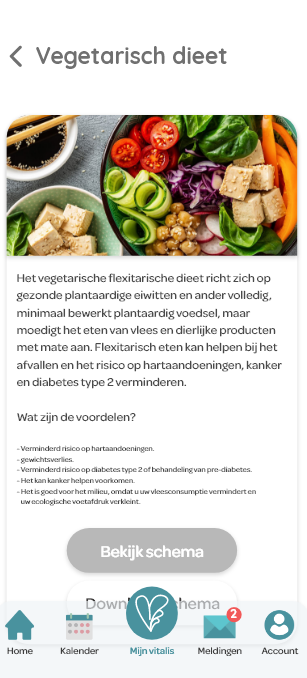 Vegetarisch dieet
Het vegetarische flexitarische dieet richt zich op
gezonde plantaardige eiwitten en ander volledig,
minimaal bewerkt plantaardig voedsel, maar
moedigt het eten van vlees en dierlijke producten
met mate aan. Flexitarisch eten kan helpen bij het
afvallen en het risico op hartaandoeningen, kanker
en diabetes type 2 verminderen.
Wat zijn de voordelen?
- Verminderd risico op hartaandoeningen.
- gewichtsverlies.
- Verminderd risico op diabetes type 2 of behandeling van pre-diabetes.
- Het kan kanker helpen voorkomen.
- Het is goed voor het milieu, omdat u uw vleesconsumptie vermindert en
uw ecologische voetafdruk verkleint.
Bekijk schema
hema
2
Home Kalender Mijn vitalis Meldingen Account